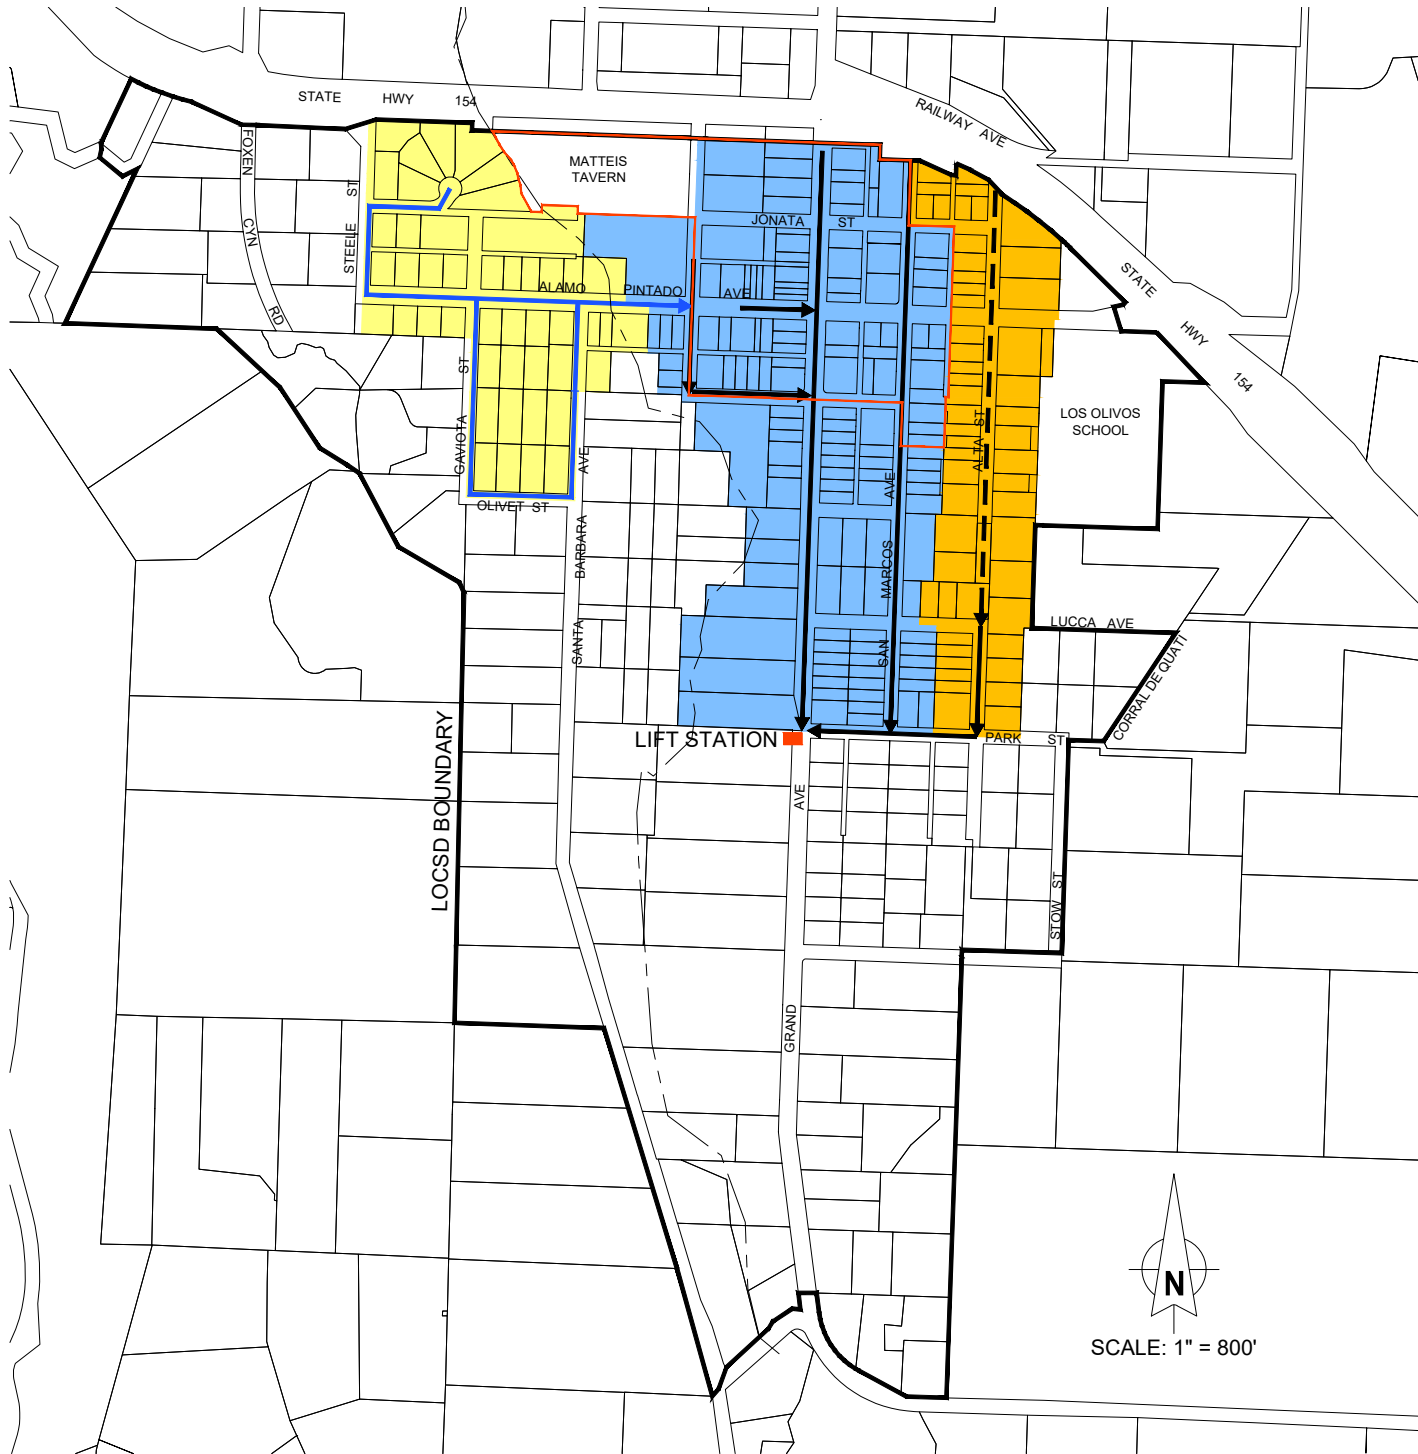 STATE HWY 154
RAILWAY AVE
FOXEN CYN RD
MATTEIS
TAVERN
STEELE ST
JONATA ST
STATE HWY 154
ALAMO PINTADO AVE
GAVIOTA ST
LOS OLIVOS
SCHOOL
ALTA ST
SANTA BARBARA AVE
OLIVET ST
SAN MARCOS AVE
LUCCA AVE
CORRAL DE QUATI
LOCSD BOUNDARY
LIFT STATION
PARK ST
GRAND AVE
STOW ST
N
SCALE: 1" = 800'